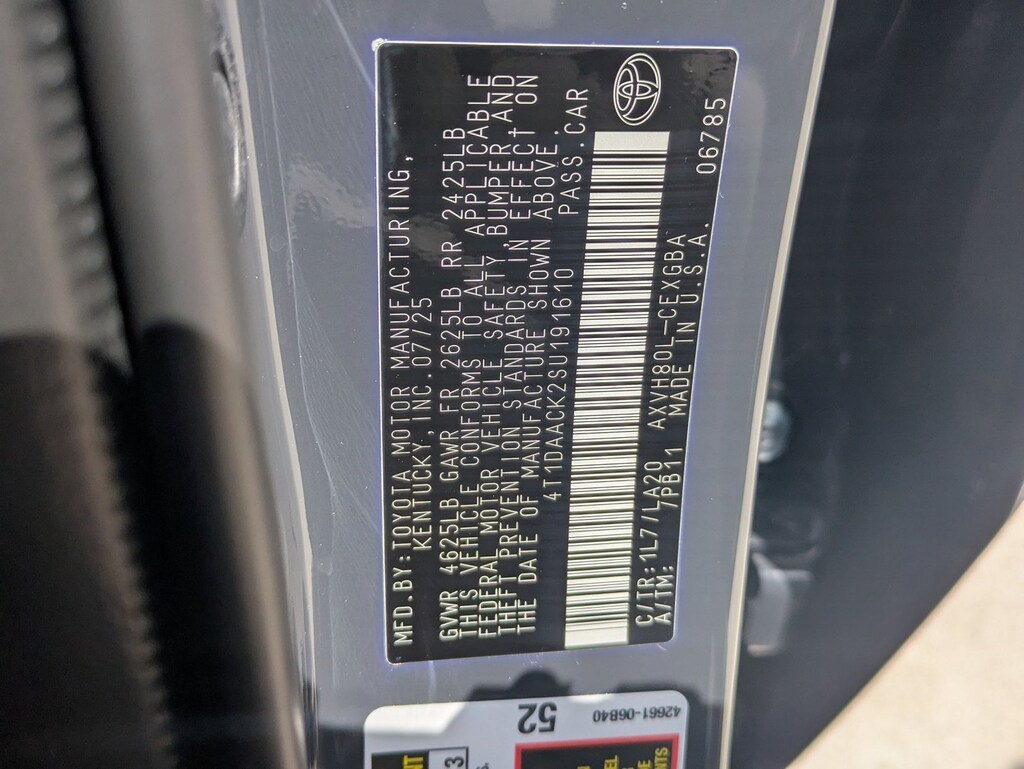 MFD.BY:TOYOTA MOTOR MANUFACTURING,
KENTUCKY, INC. 07/25
GVWR 4625LB GAWR FR 2625LB RR 2425LB
THIS VEHICLE CONFORMS TO ALL APPLICABLE
FEDERAL MOTOR VEHICLE SAFETY,BUMPER,AND
THEFT PREVENTION STANDARDS IN EFFECT ON
THE DATE OF MANUFACTURE SHOWN ABOVE.
4T1DAACK2SU191610 PASS.CAR
C/TR:1L7/LA20 AXVH80L-CEXGBA
A/TM: /PB11 MADE IN U.S.A. 06785
52
42661-06B40